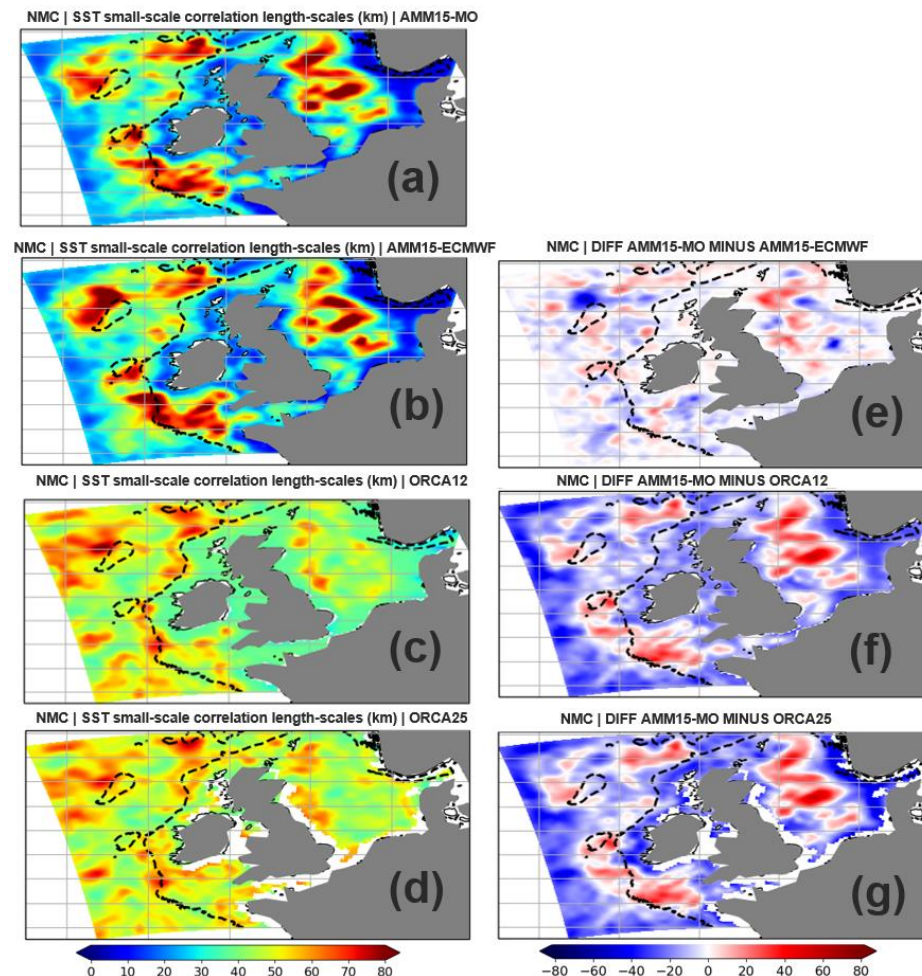 NMC | SST small-scale correlation length-scales (km) | AMM15-MO
(a)
NMC | SST small-scale correlation length-scales (km) | AMM15-ECMWF
(b)
NMC | DIFF AMM15-MO MINUS AMM15-ECMWF
(e)
NMC | SST small-scale correlation length-scales (km) | ORCA12
(c)
NMC | DIFF AMM15-MO MINUS ORCA12
(f)
NMC | SST small-scale correlation length-scales (km) | ORCA25
(d)
NMC | DIFF AMM15-MO MINUS ORCA25
(g)
0 10 20 30 40 50 60 70 80
−80 −60 −40 −20 0 20 40 60 80